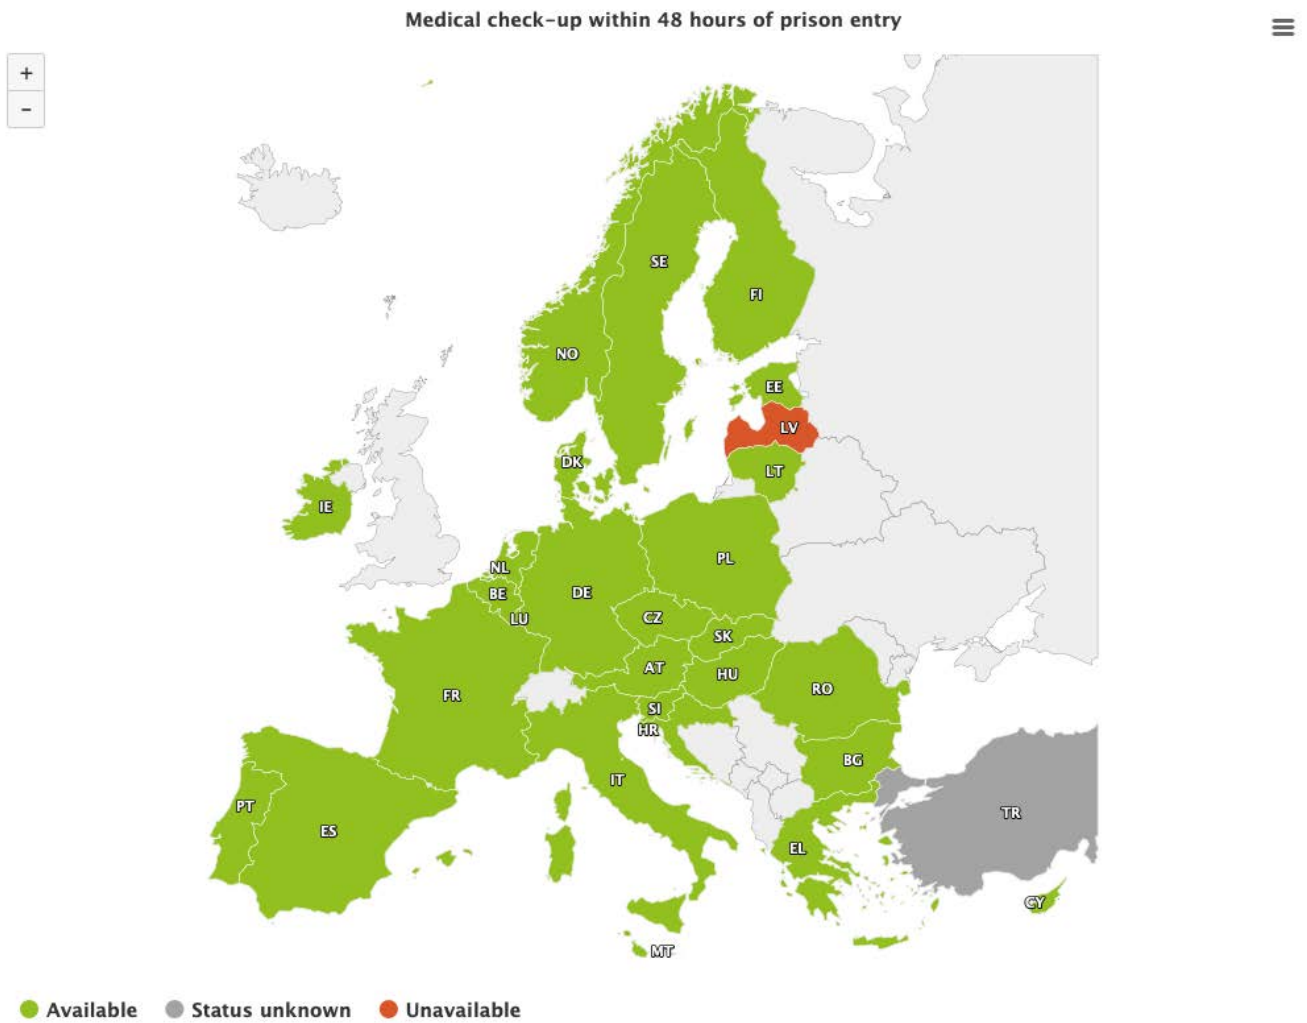 Medical check-up within 48 hours of prison entry
+
-
SE
FI
NO
EE
LV
DK
LT
IE
PL
NL
DE
BE
CZ
LU
SK
AT
HU
FR
RO
SI
HR
BG
IT
PT
TR
ES
EL
CY
MT
Available
Status unknown
Unavailable